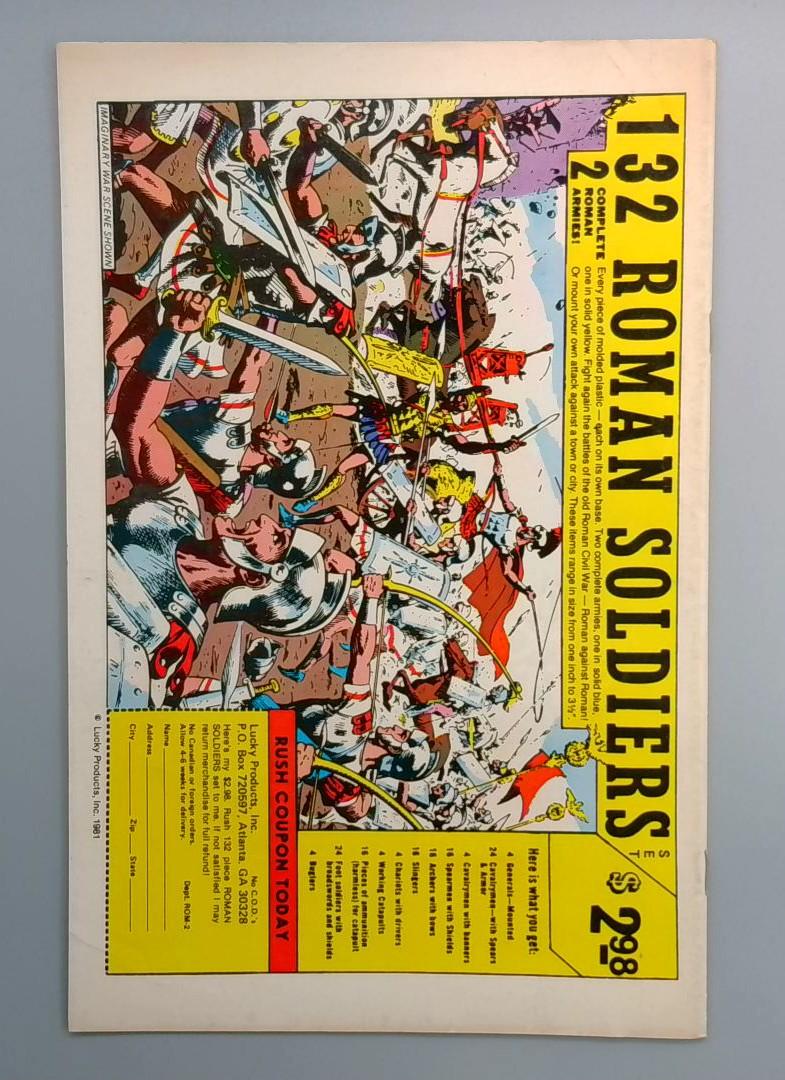 132 ROMAN SOLDIERS
SET
$2.98
2 COMPLETE
ROMAN
ARMIES!
Every piece of molded plastic — each on its own base. Two complete armies, one in solid blue,
one in solid yellow. Fight again the battles of the old Roman Civil War — Roman against Roman!
Or mount your own attack against a town or city. These items range in size from one inch to 3½".
Here is what you get:
4 Generals—Mounted
24 Cavalrymen—with Spears
& Armor
4 Cavalrymen with banners
16 Spearmen with Shields
16 Archers with bows
16 Slingers
4 Chariots with drivers
4 Working Catapults
16 Pieces of ammunition
(harmless) for catapult
24 Foot soldiers with
broadswords and shields
4 Buglers
RUSH COUPON TODAY
No C.O.D.'s
Lucky Products, Inc.
P.O. Box 720597, Atlanta, GA 30328
Here's my $2.98. Rush 132 piece ROMAN
SOLDIERS set to me. If not satisfied I may
return merchandise for full refund!
No Canadian or foreign orders.
Allow 4-6 weeks for delivery.
Dept. ROM-2
Name
Address
City Zip State
IMAGINARY WAR SCENE SHOWN
© Lucky Products, Inc. 1981